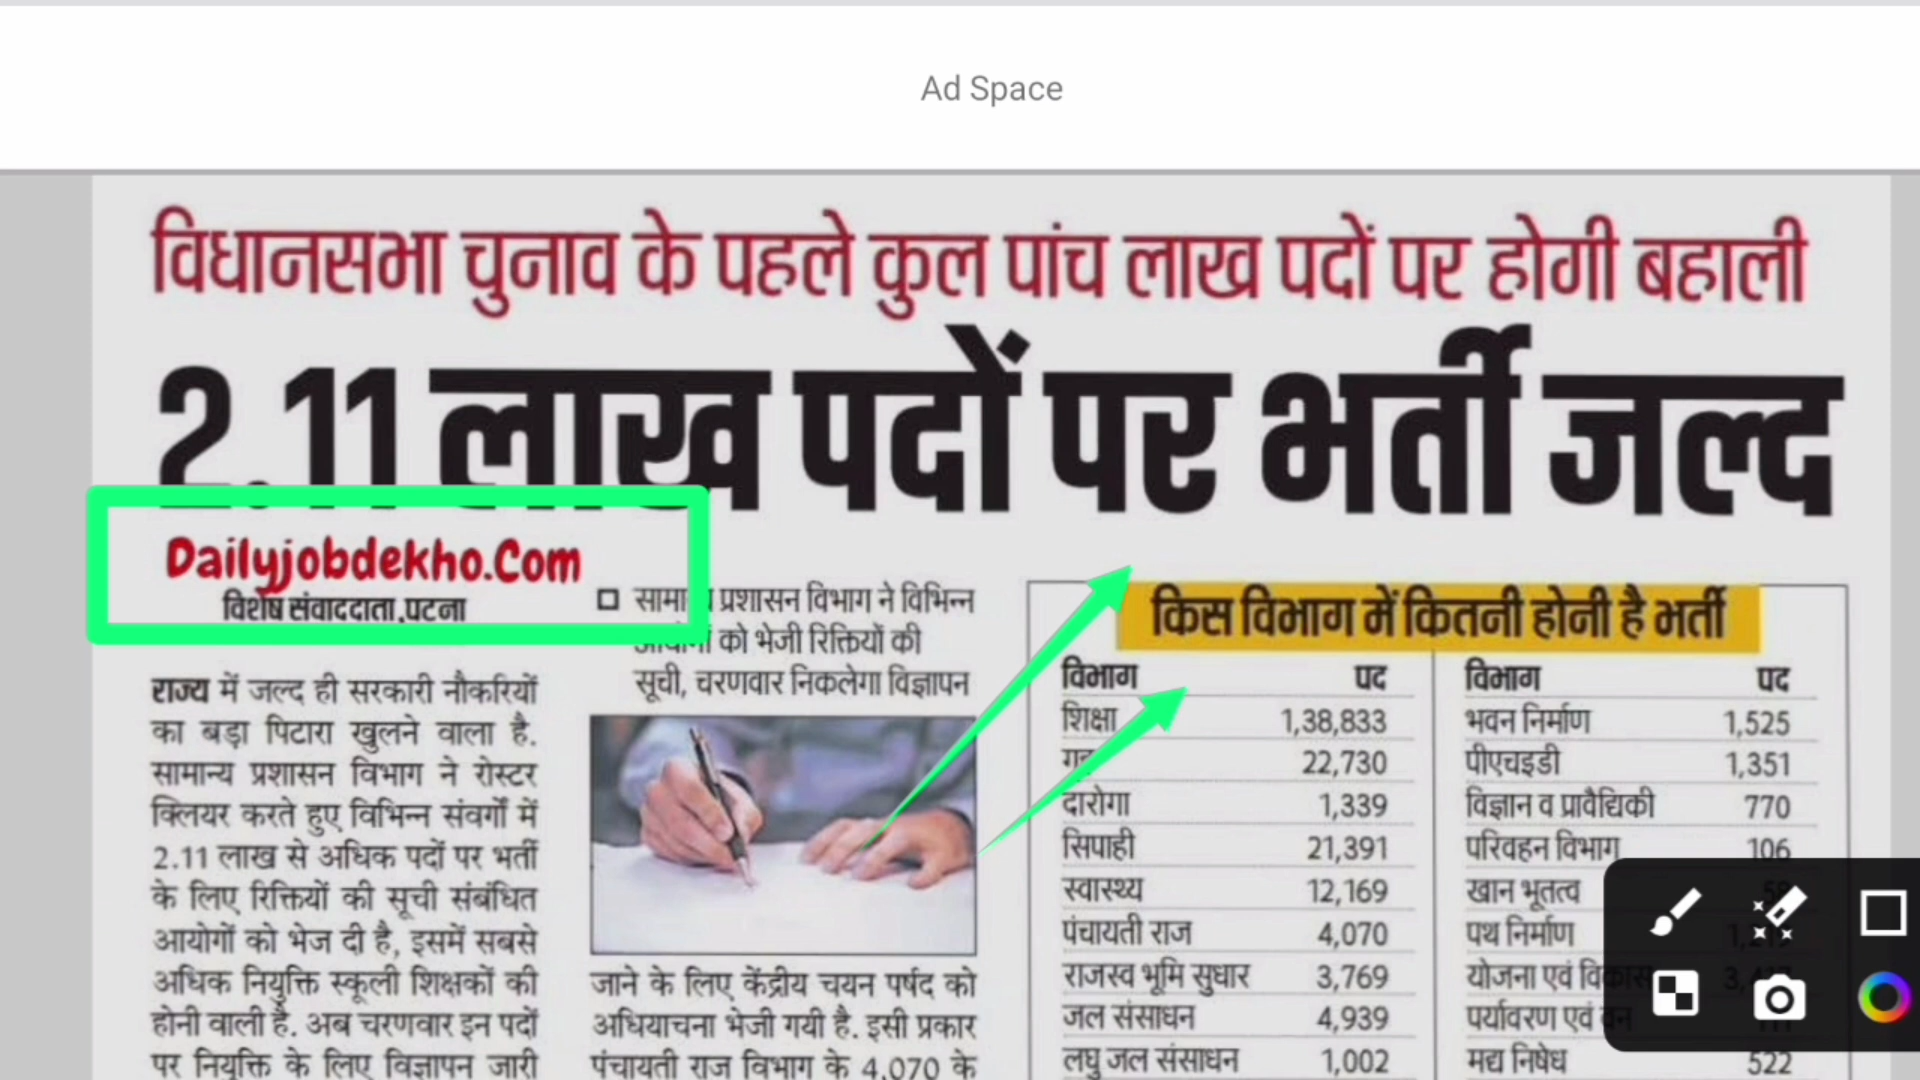 Ad Space
विधानसभा चुनाव के पहले कुल पांच लाख पदों पर होगी बहाली
2.11 लाख पदों पर भर्ती जल्द
Dailyjobdekho.Com
विशेष संवाददाता,पटना
राज्य में जल्द ही सरकारी नौकरियों
का बड़ा पिटारा खुलने वाला है.
सामान्य प्रशासन विभाग ने रोस्टर
क्लियर करते हुए विभिन्न संवर्गों में
2.11 लाख से अधिक पदों पर भर्ती
के लिए रिक्तियों की सूची संबंधित
आयोगों को भेज दी है, इसमें सबसे
अधिक नियुक्ति स्कूली शिक्षकों की
होनी वाली है. अब चरणवार इन पदों
पर नियुक्ति के लिए विज्ञापन जारी
सामान्य प्रशासन विभाग ने विभिन्न
आयोगों को भेजी रिक्तियों की
सूची, चरणवार निकलेगा विज्ञापन
जाने के लिए केंद्रीय चयन पर्षद को
अधियाचना भेजी गयी है. इसी प्रकार
पंचायती राज विभाग के 4,070 के
किस विभाग में कितनी होनी है भर्ती
विभाग पद
शिक्षा 1,38,833
22,730
दारोगा 1,339
सिपाही 21,391
स्वास्थ्य 12,169
पंचायती राज 4,070
राजस्व भूमि सुधार 3,769
जल संसाधन 4,939
लघु जल संसाधन 1,002
विभाग पद
भवन निर्माण 1,525
पीएचइडी 1,351
विज्ञान व प्रावैद्यिकी 770
परिवहन विभाग 106
खान भूतत्व
पथ निर्माण
योजना एवं विकास
पर्यावरण एवं वन
मद्य निषेध 522